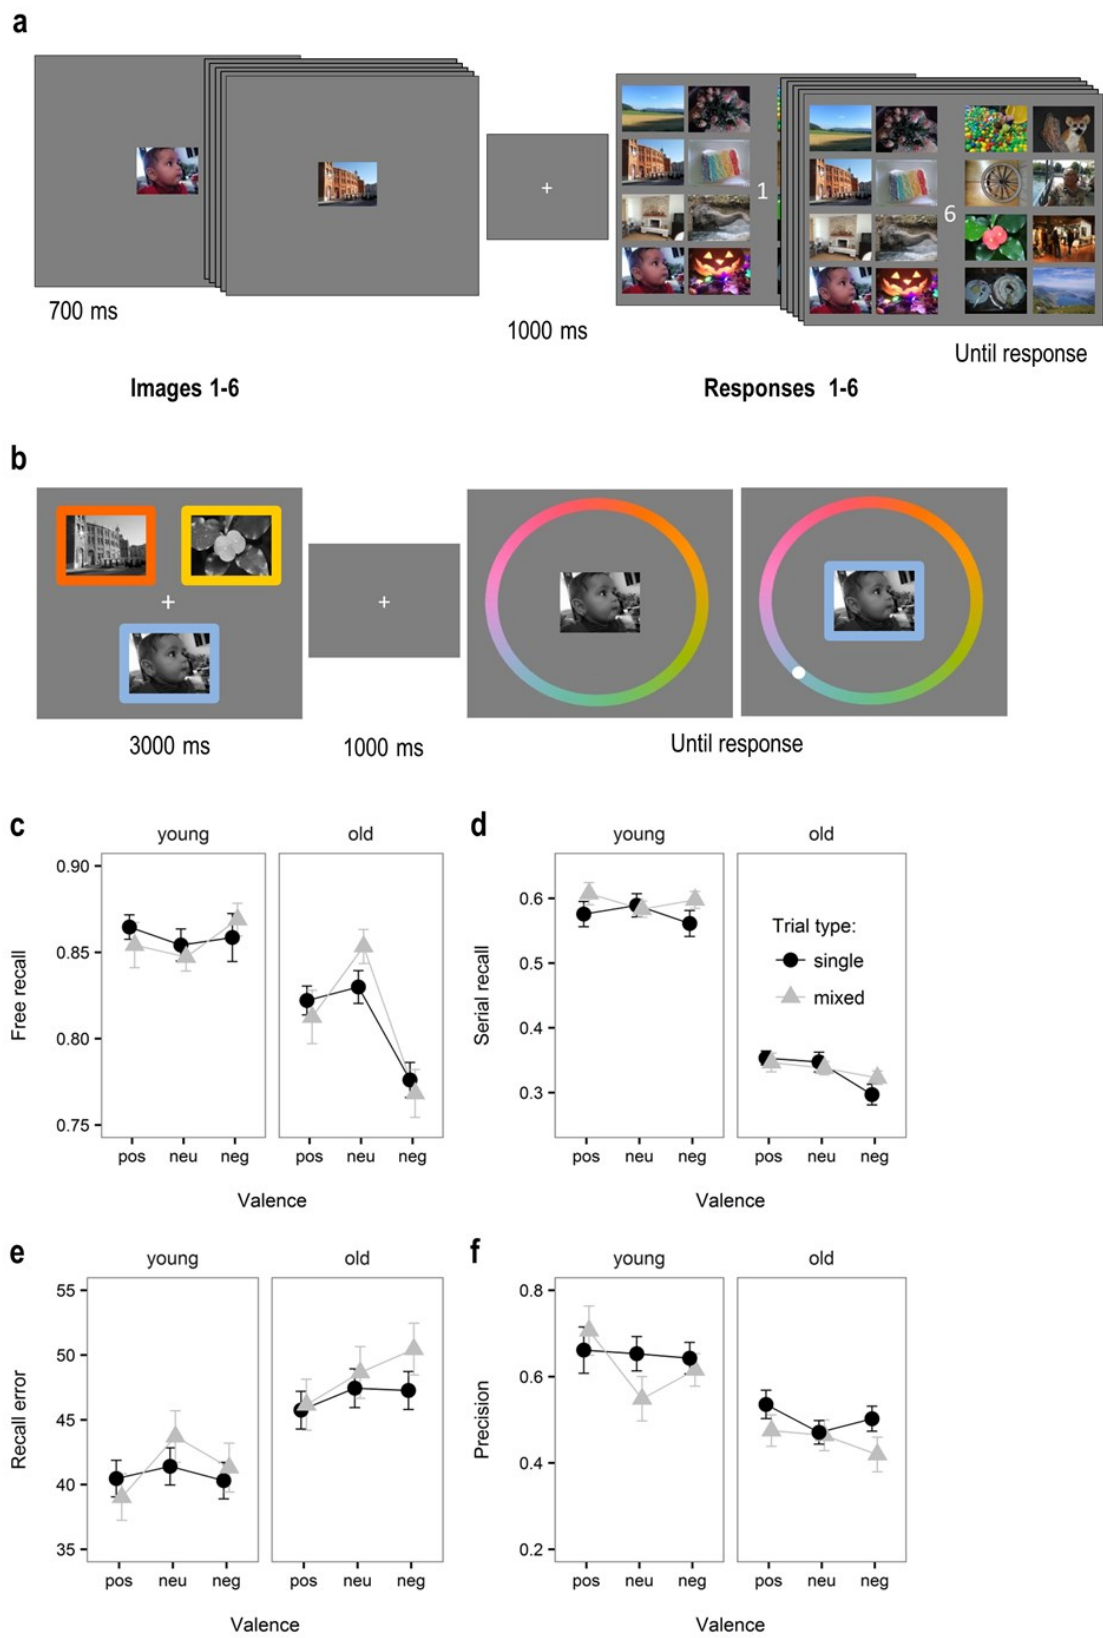 a
1
6
700 ms
1000 ms
Until response
Images 1-6
Responses 1-6
b
3000 ms
1000 ms
Until response
c
young
old
Free recall
0.90
0.85
0.80
0.75
pos
neu
neg
pos
neu
neg
Valence
d
young
old
Serial recall
0.6
0.5
0.4
0.3
Trial type:
single
mixed
pos
neu
neg
pos
neu
neg
Valence
e
young
old
Recall error
55
50
45
40
35
pos
neu
neg
pos
neu
neg
Valence
f
young
old
Precision
0.8
0.6
0.4
0.2
pos
neu
neg
pos
neu
neg
Valence